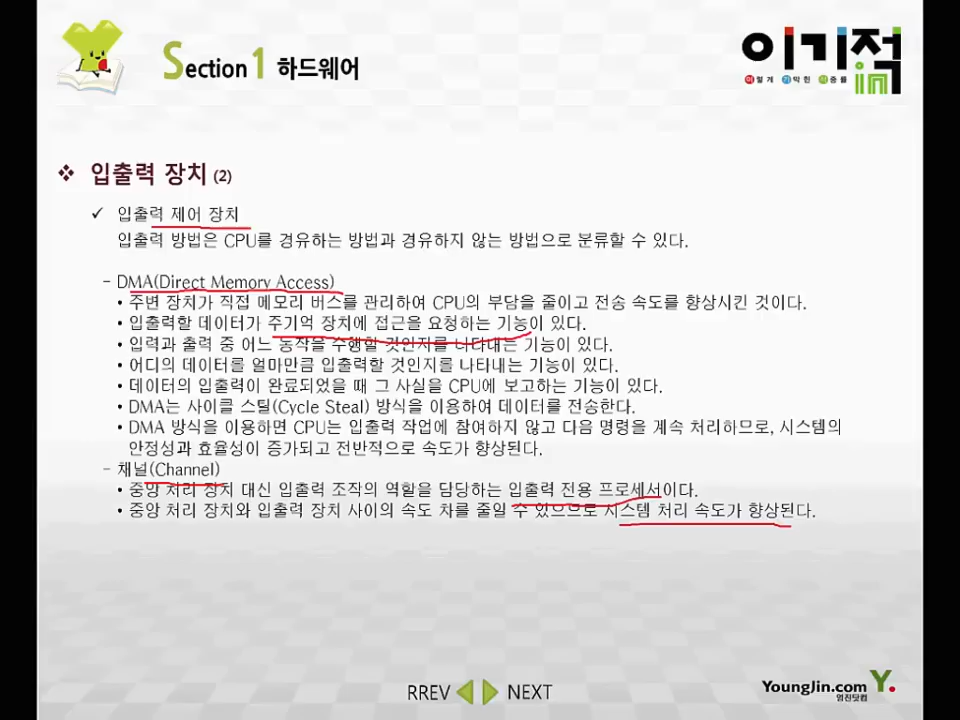 Section 1 하드웨어
이기적in
이렇게 기막힌 적중률
❖ 입출력 장치 (2)
✓ 입출력 제어 장치
입출력 방법은 CPU를 경유하는 방법과 경유하지 않는 방법으로 분류할 수 있다.
- DMA(Direct Memory Access)
• 주변 장치가 직접 메모리 버스를 관리하여 CPU의 부담을 줄이고 전송 속도를 향상시킨 것이다.
• 입출력할 데이터가 주기억 장치에 접근을 요청하는 기능이 있다.
• 입력과 출력 중 어느 동작을 수행할 것인지를 나타내는 기능이 있다.
• 어디의 데이터를 얼마만큼 입출력할 것인지를 나타내는 기능이 있다.
• 데이터의 입출력이 완료되었을 때 그 사실을 CPU에 보고하는 기능이 있다.
• DMA는 사이클 스틸(Cycle Steal) 방식을 이용하여 데이터를 전송한다.
• DMA 방식을 이용하면 CPU는 입출력 작업에 참여하지 않고 다음 명령을 계속 처리하므로, 시스템의
안정성과 효율성이 증가되고 전반적으로 속도가 향상된다.
- 채널(Channel)
• 중앙 처리 장치 대신 입출력 조작의 역할을 담당하는 입출력 전용 프로세서이다.
• 중앙 처리 장치와 입출력 장치 사이의 속도 차를 줄일 수 있으므로 시스템 처리 속도가 향상된다.
RREV NEXT
YoungJin.com Y.
영진닷컴